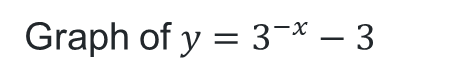 Graph of y = 3⁻ˣ − 3